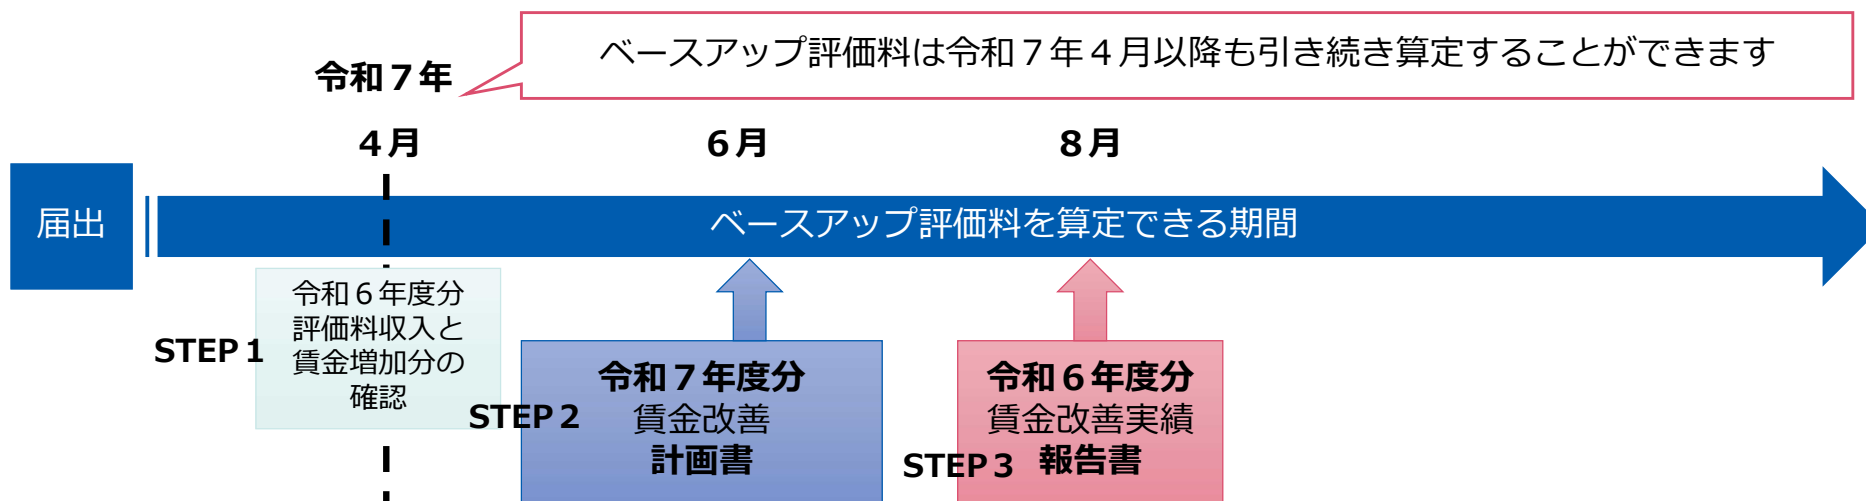 ベースアップ評価料は令和７年４月以降も引き続き算定することができます
令和７年
４月
６月
８月
届出
ベースアップ評価料を算定できる期間
STEP１
令和６年度分
評価料収入と
賃金増加分の
確認
STEP２
令和７年度分
賃金改善
計画書
STEP３
令和６年度分
賃金改善実績
報告書